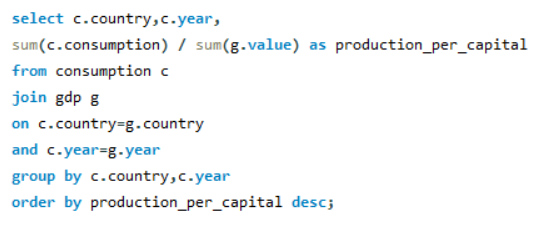 select c.country,c.year,
sum(c.consumption) / sum(g.value) as production_per_capital
from consumption c
join gdp g
on c.country=g.country
and c.year=g.year
group by c.country,c.year
order by production_per_capital desc;